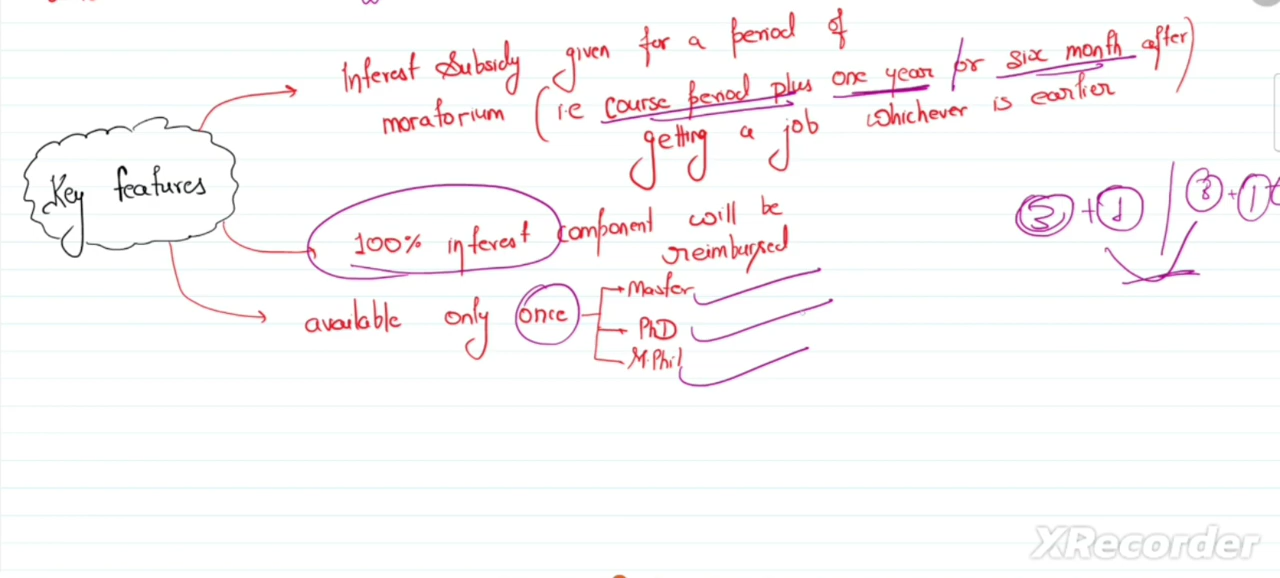 Interest Subsidy given for a period of
moratorium (i.e course period plus one year / or six month after)
getting a job whichever is earlier
Key features
100% interest component will be
reimbursed
available only once
Master
PhD
M.Phil
3 + 1 / 3 + 1
XRecorder